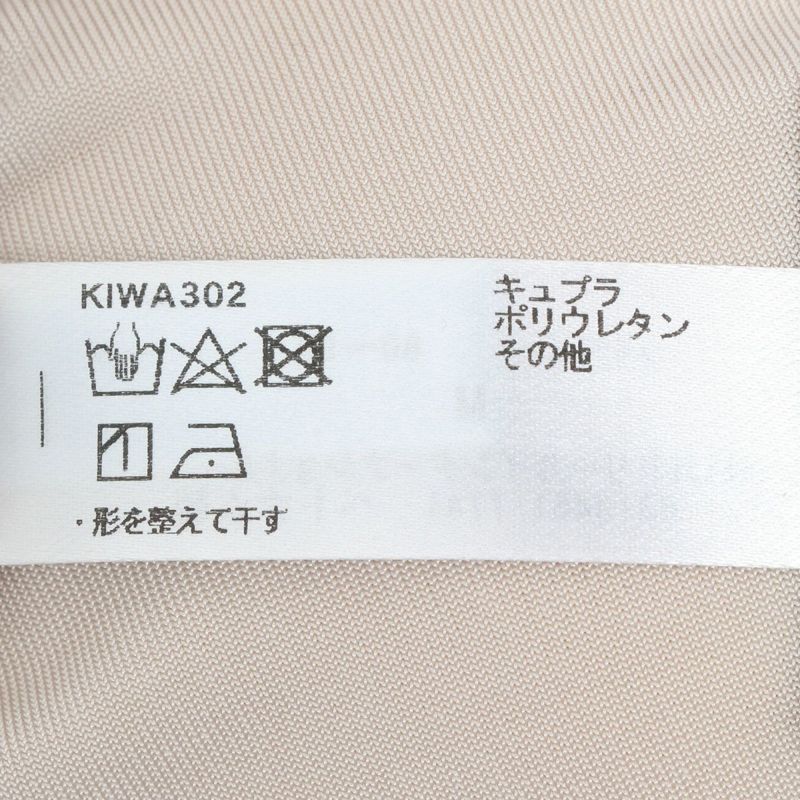 KIWA302
キュプラ
ポリウレタン
その他
・形を整えて干す